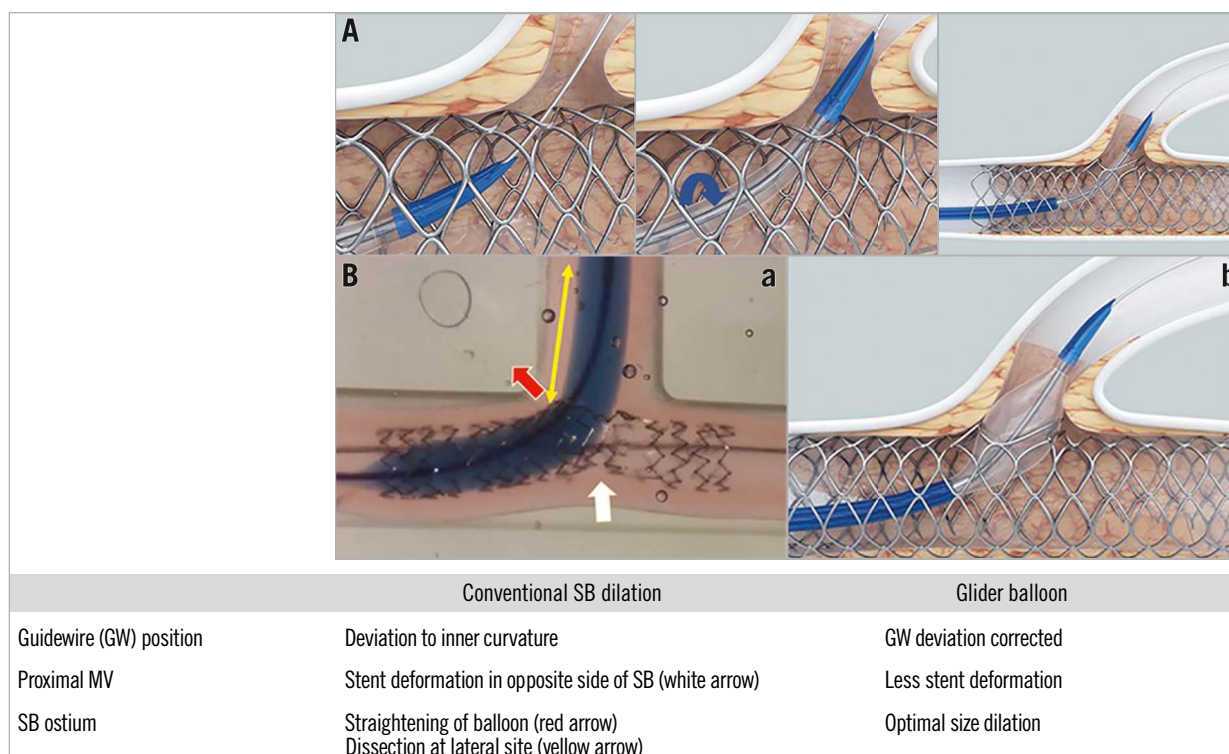 A
B
a
b
Conventional SB dilation Glider balloon
Guidewire (GW) position Deviation to inner curvature GW deviation corrected
Proximal MV Stent deformation in opposite side of SB (white arrow) Less stent deformation
SB ostium Straightening of balloon (red arrow) Optimal size dilation
Dissection at lateral site (yellow arrow)